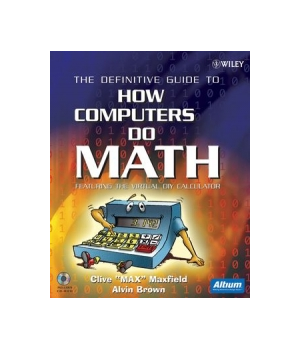 WILEY
THE DEFINITIVE GUIDE TO
HOW
COMPUTERS
DO
MATH
FEATURING THE VIRTUAL DIY CALCULATOR
Clive "MAX" Maxfield
Alvin Brown
Altium